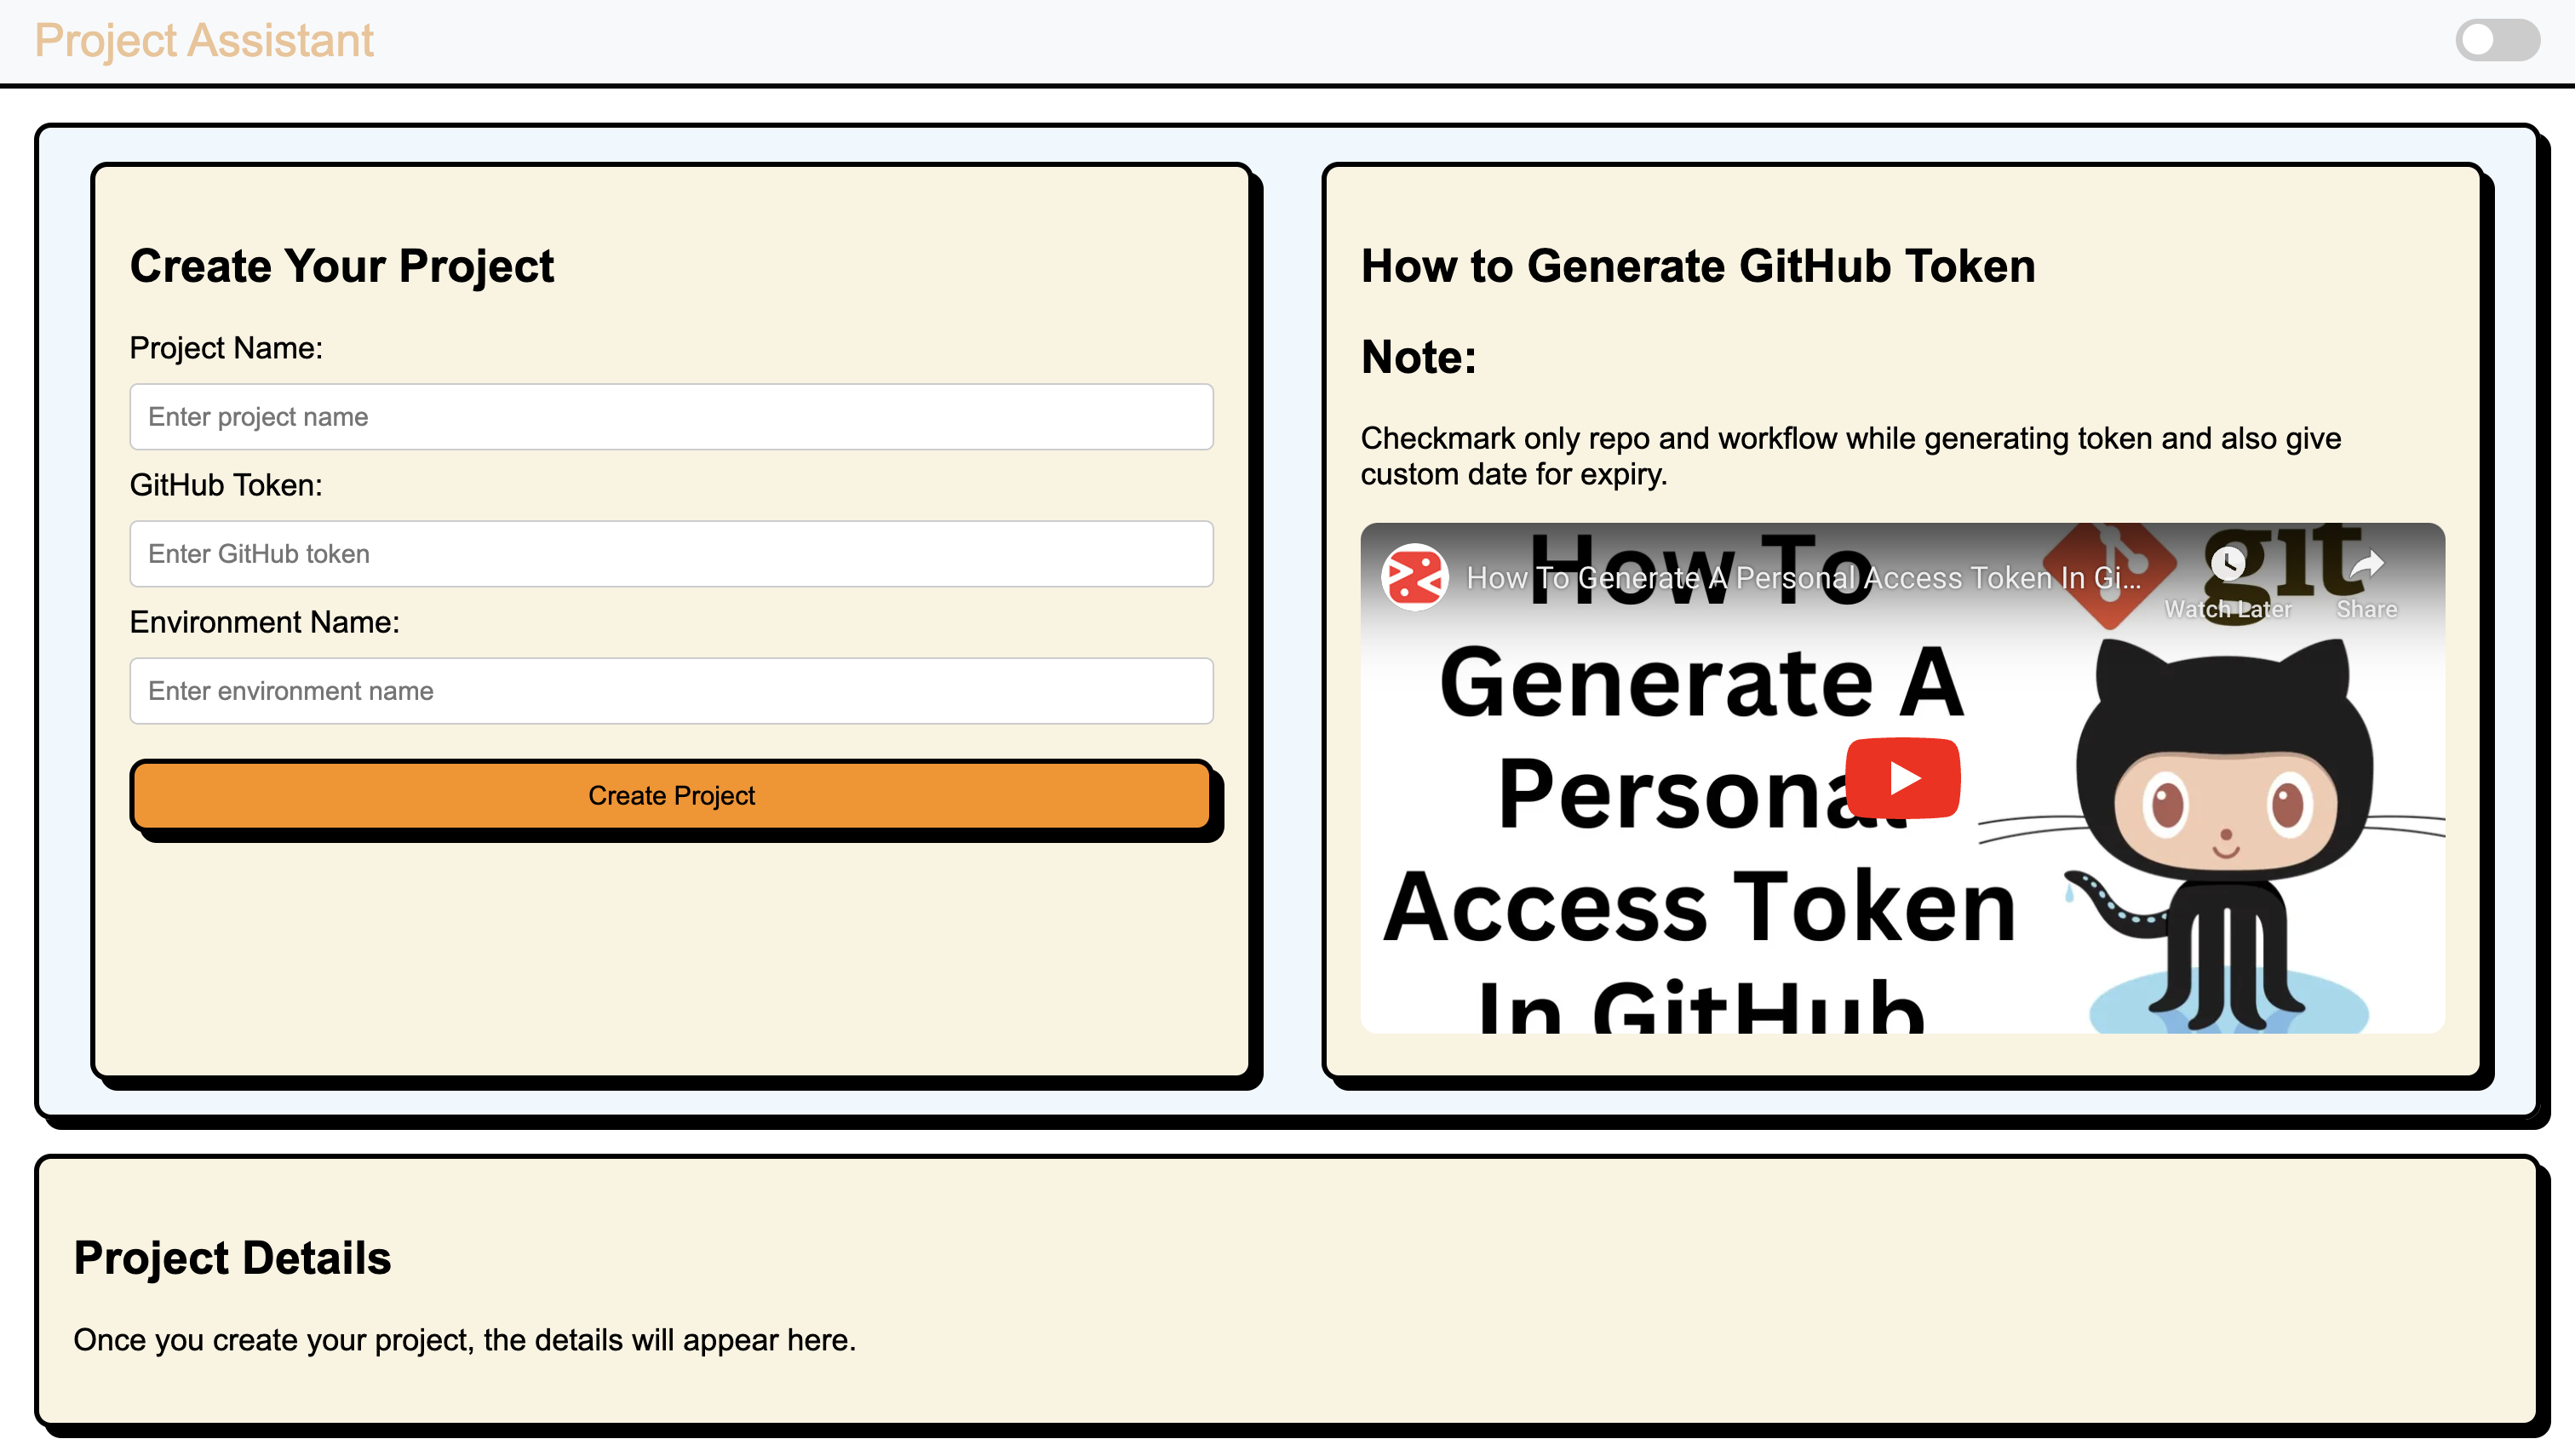 Project Assistant
Create Your Project
Project Name:
Enter project name
GitHub Token:
Enter GitHub token
Environment Name:
Enter environment name
Create Project
How to Generate GitHub Token
Note:
Checkmark only repo and workflow while generating token and also give
custom date for expiry.
How To Generate A Personal Access Token In Gi...
Watch Later
Share
git
How To
Generate A
Personal
Access Token
In GitHub
Project Details
Once you create your project, the details will appear here.